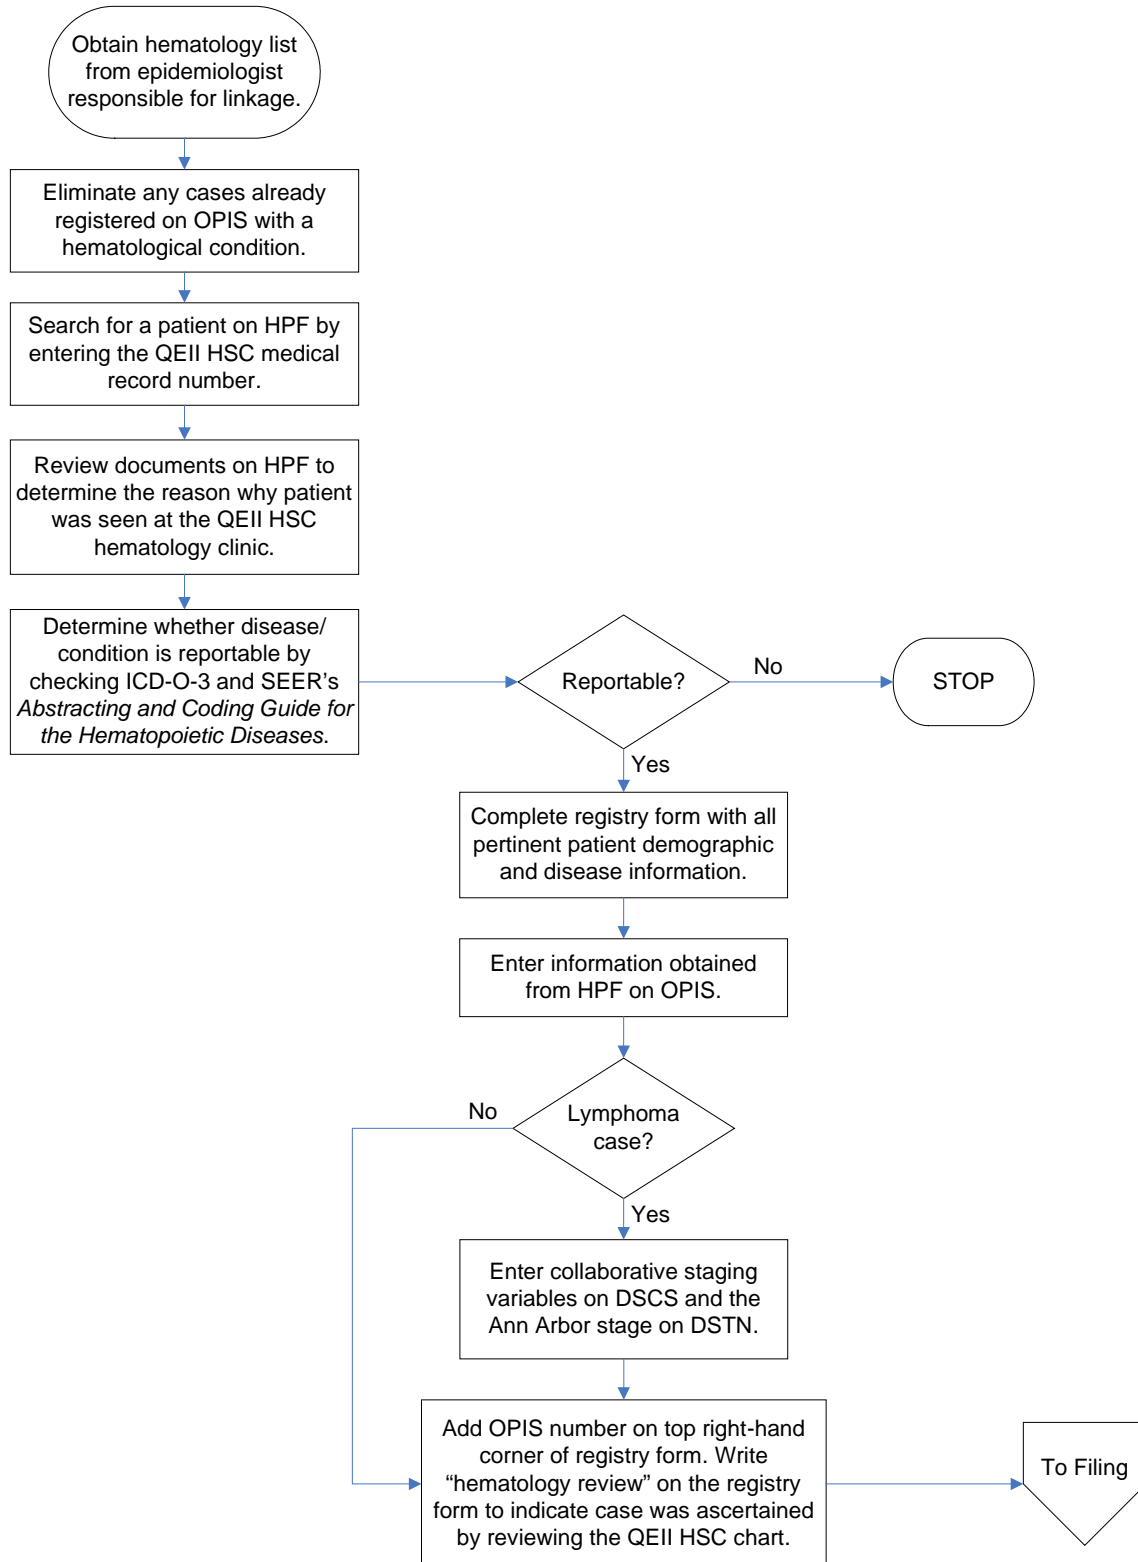 Obtain hematology list
from epidemiologist
responsible for linkage.
Eliminate any cases already
registered on OPIS with a
hematological condition.
Search for a patient on HPF by
entering the QEII HSC medical
record number.
Review documents on HPF to
determine the reason why patient
was seen at the QEII HSC
hematology clinic.
Determine whether disease/
condition is reportable by
checking ICD-O-3 and SEER’s
Abstracting and Coding Guide for
the Hematopoietic Diseases.
Reportable?
No
STOP
Yes
Complete registry form with all
pertinent patient demographic
and disease information.
Enter information obtained
from HPF on OPIS.
Lymphoma
case?
No
Yes
Enter collaborative staging
variables on DSCS and the
Ann Arbor stage on DSTN.
Add OPIS number on top right-hand
corner of registry form. Write
“hematology review” on the registry
form to indicate case was ascertained
by reviewing the QEII HSC chart.
To Filing